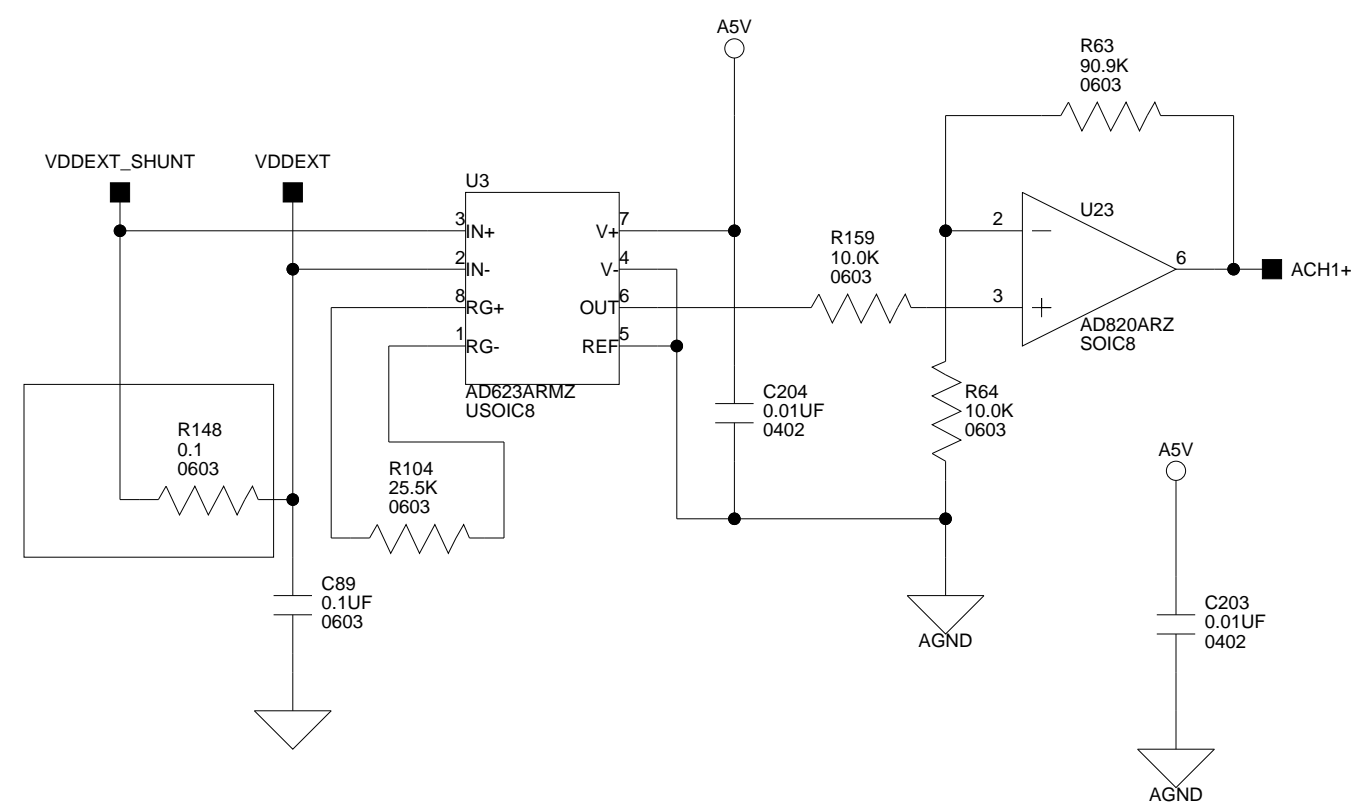 A5V
R63
90.9K
0603
VDDEXT_SHUNT
VDDEXT
U3
3
IN+
2
IN-
8
RG+
1
RG-
V+
7
V-
4
OUT
6
REF
5
AD623ARMZ
USOIC8
R159
10.0K
0603
2
3
U23
6
ACH1+
AD820ARZ
SOIC8
C204
0.01UF
0402
R64
10.0K
0603
R148
0.1
0603
R104
25.5K
0603
A5V
C89
0.1UF
0603
AGND
C203
0.01UF
0402
AGND